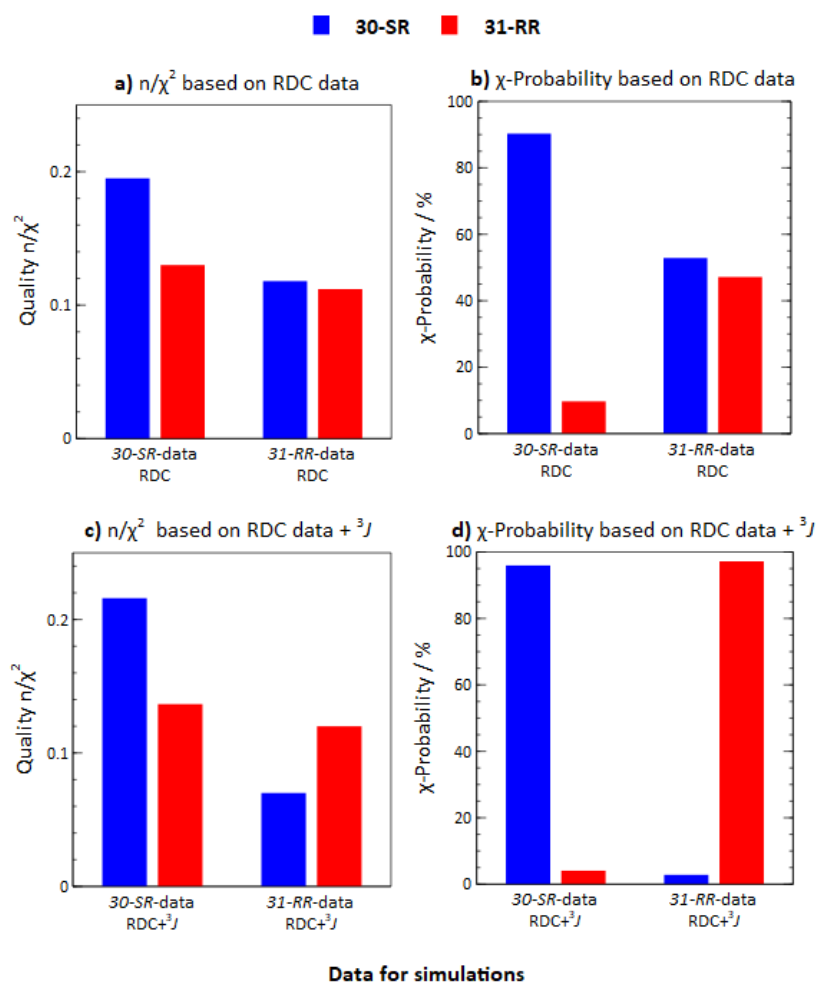 30-SR 31-RR
a) n/χ² based on RDC data
Quality n/χ²
0.2
0.1
0
30-SR-data 31-RR-data
RDC RDC
b) χ-Probability based on RDC data
χ-Probability / %
100
80
60
40
20
0
30-SR-data 31-RR-data
RDC RDC
c) n/χ² based on RDC data + ³J
Quality n/χ²
0.2
0.1
0
30-SR-data 31-RR-data
RDC+³J RDC+³J
d) χ-Probability based on RDC data + ³J
χ-Probability / %
100
80
60
40
20
0
30-SR-data 31-RR-data
RDC+³J RDC+³J
Data for simulations